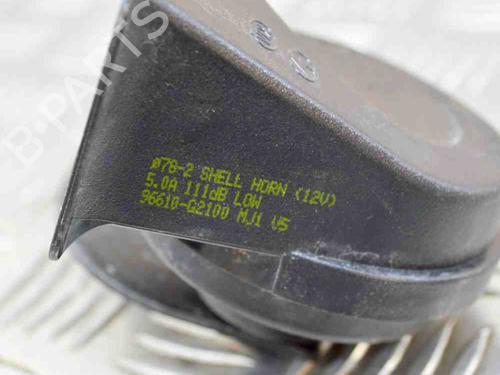 B-PARTS
ø78-2 SHELL HORN (12V)
5.0A 111dB LOW
96610-G2100 MJ1 V5